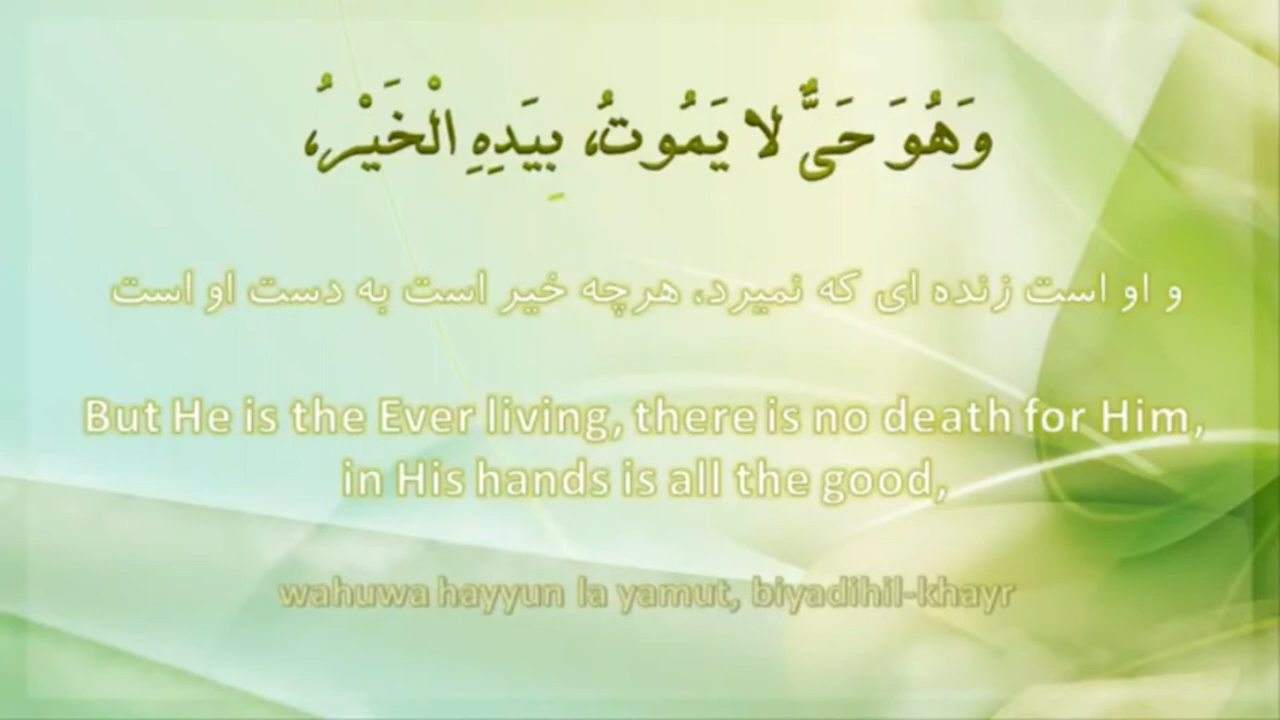 وَهُوَ حَىٌّ لا يَمُوتُ، بِيَدِهِ الْخَيْرُ،
و او است زنده ای که نمیرد، هرچه خیر است به دست او است
But He is the Ever living, there is no death for Him,
in His hands is all the good,
wahuwa hayyun la yamut, biyadihil-khayr